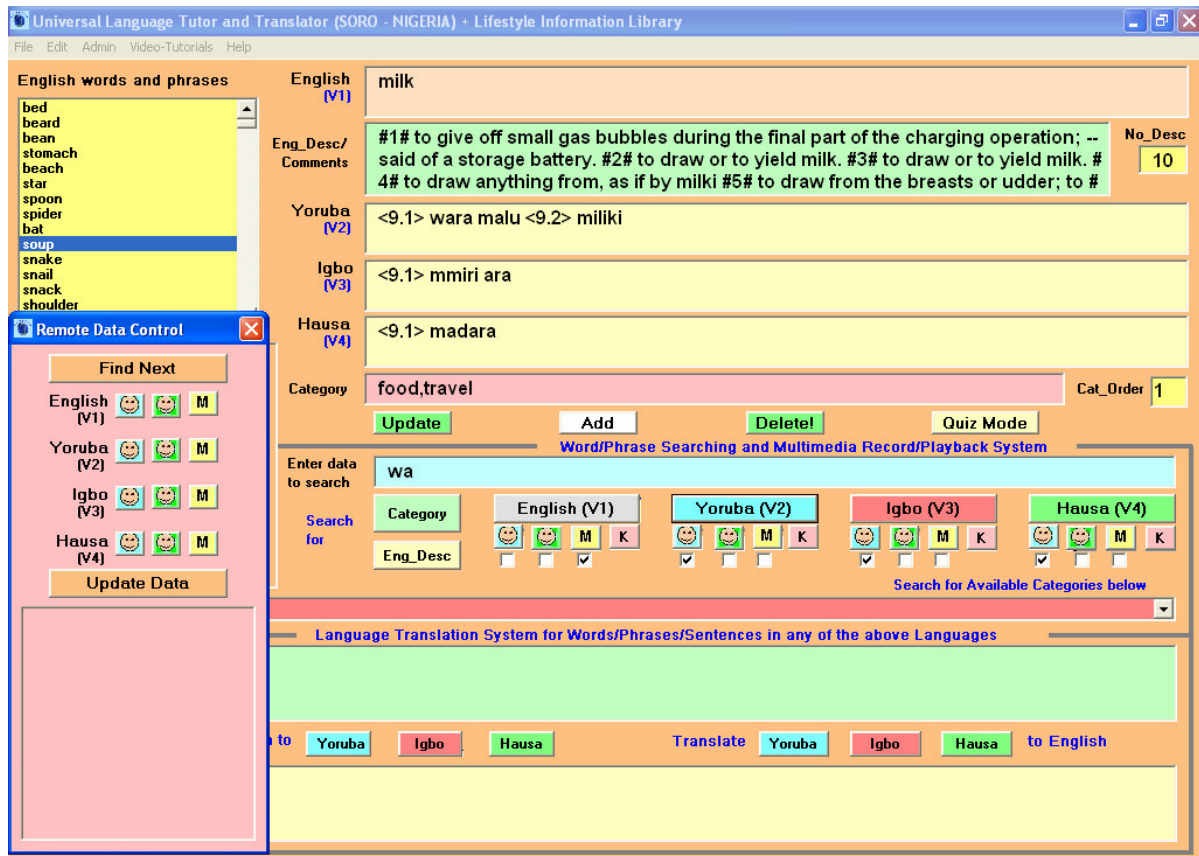 Universal Language Tutor and Translator (SORO - NIGERIA) + Lifestyle Information Library
File Edit Admin Video-Tutorials Help
English words and phrases
bed
beard
bean
stomach
beach
star
spoon
spider
bat
soup
snake
snail
snack
shoulder
English
(V1)
milk
Eng_Desc/
Comments
#1# to give off small gas bubbles during the final part of the charging operation; --
said of a storage battery. #2# to draw or to yield milk. #3# to draw or to yield milk. #
4# to draw anything from, as if by milki #5# to draw from the breasts or udder; to #
No_Desc
10
Yoruba
(V2)
<9.1> wara malu <9.2> miliki
Igbo
(V3)
<9.1> mmiri ara
Hausa
(V4)
<9.1> madara
Category
food,travel
Cat_Order 1
Update Add Delete! Quiz Mode
Word/Phrase Searching and Multimedia Record/Playback System
Enter data
to search
wa
Search
for
Category
Eng_Desc
English (V1) Yoruba (V2) Igbo (V3) Hausa (V4)
M K M K M K M K
Search for Available Categories below
Language Translation System for Words/Phrases/Sentences in any of the above Languages
to Yoruba Igbo Hausa
Translate Yoruba Igbo Hausa to English
Remote Data Control
Find Next
English
(V1)
M
Yoruba
(V2)
M
Igbo
(V3)
M
Hausa
(V4)
M
Update Data